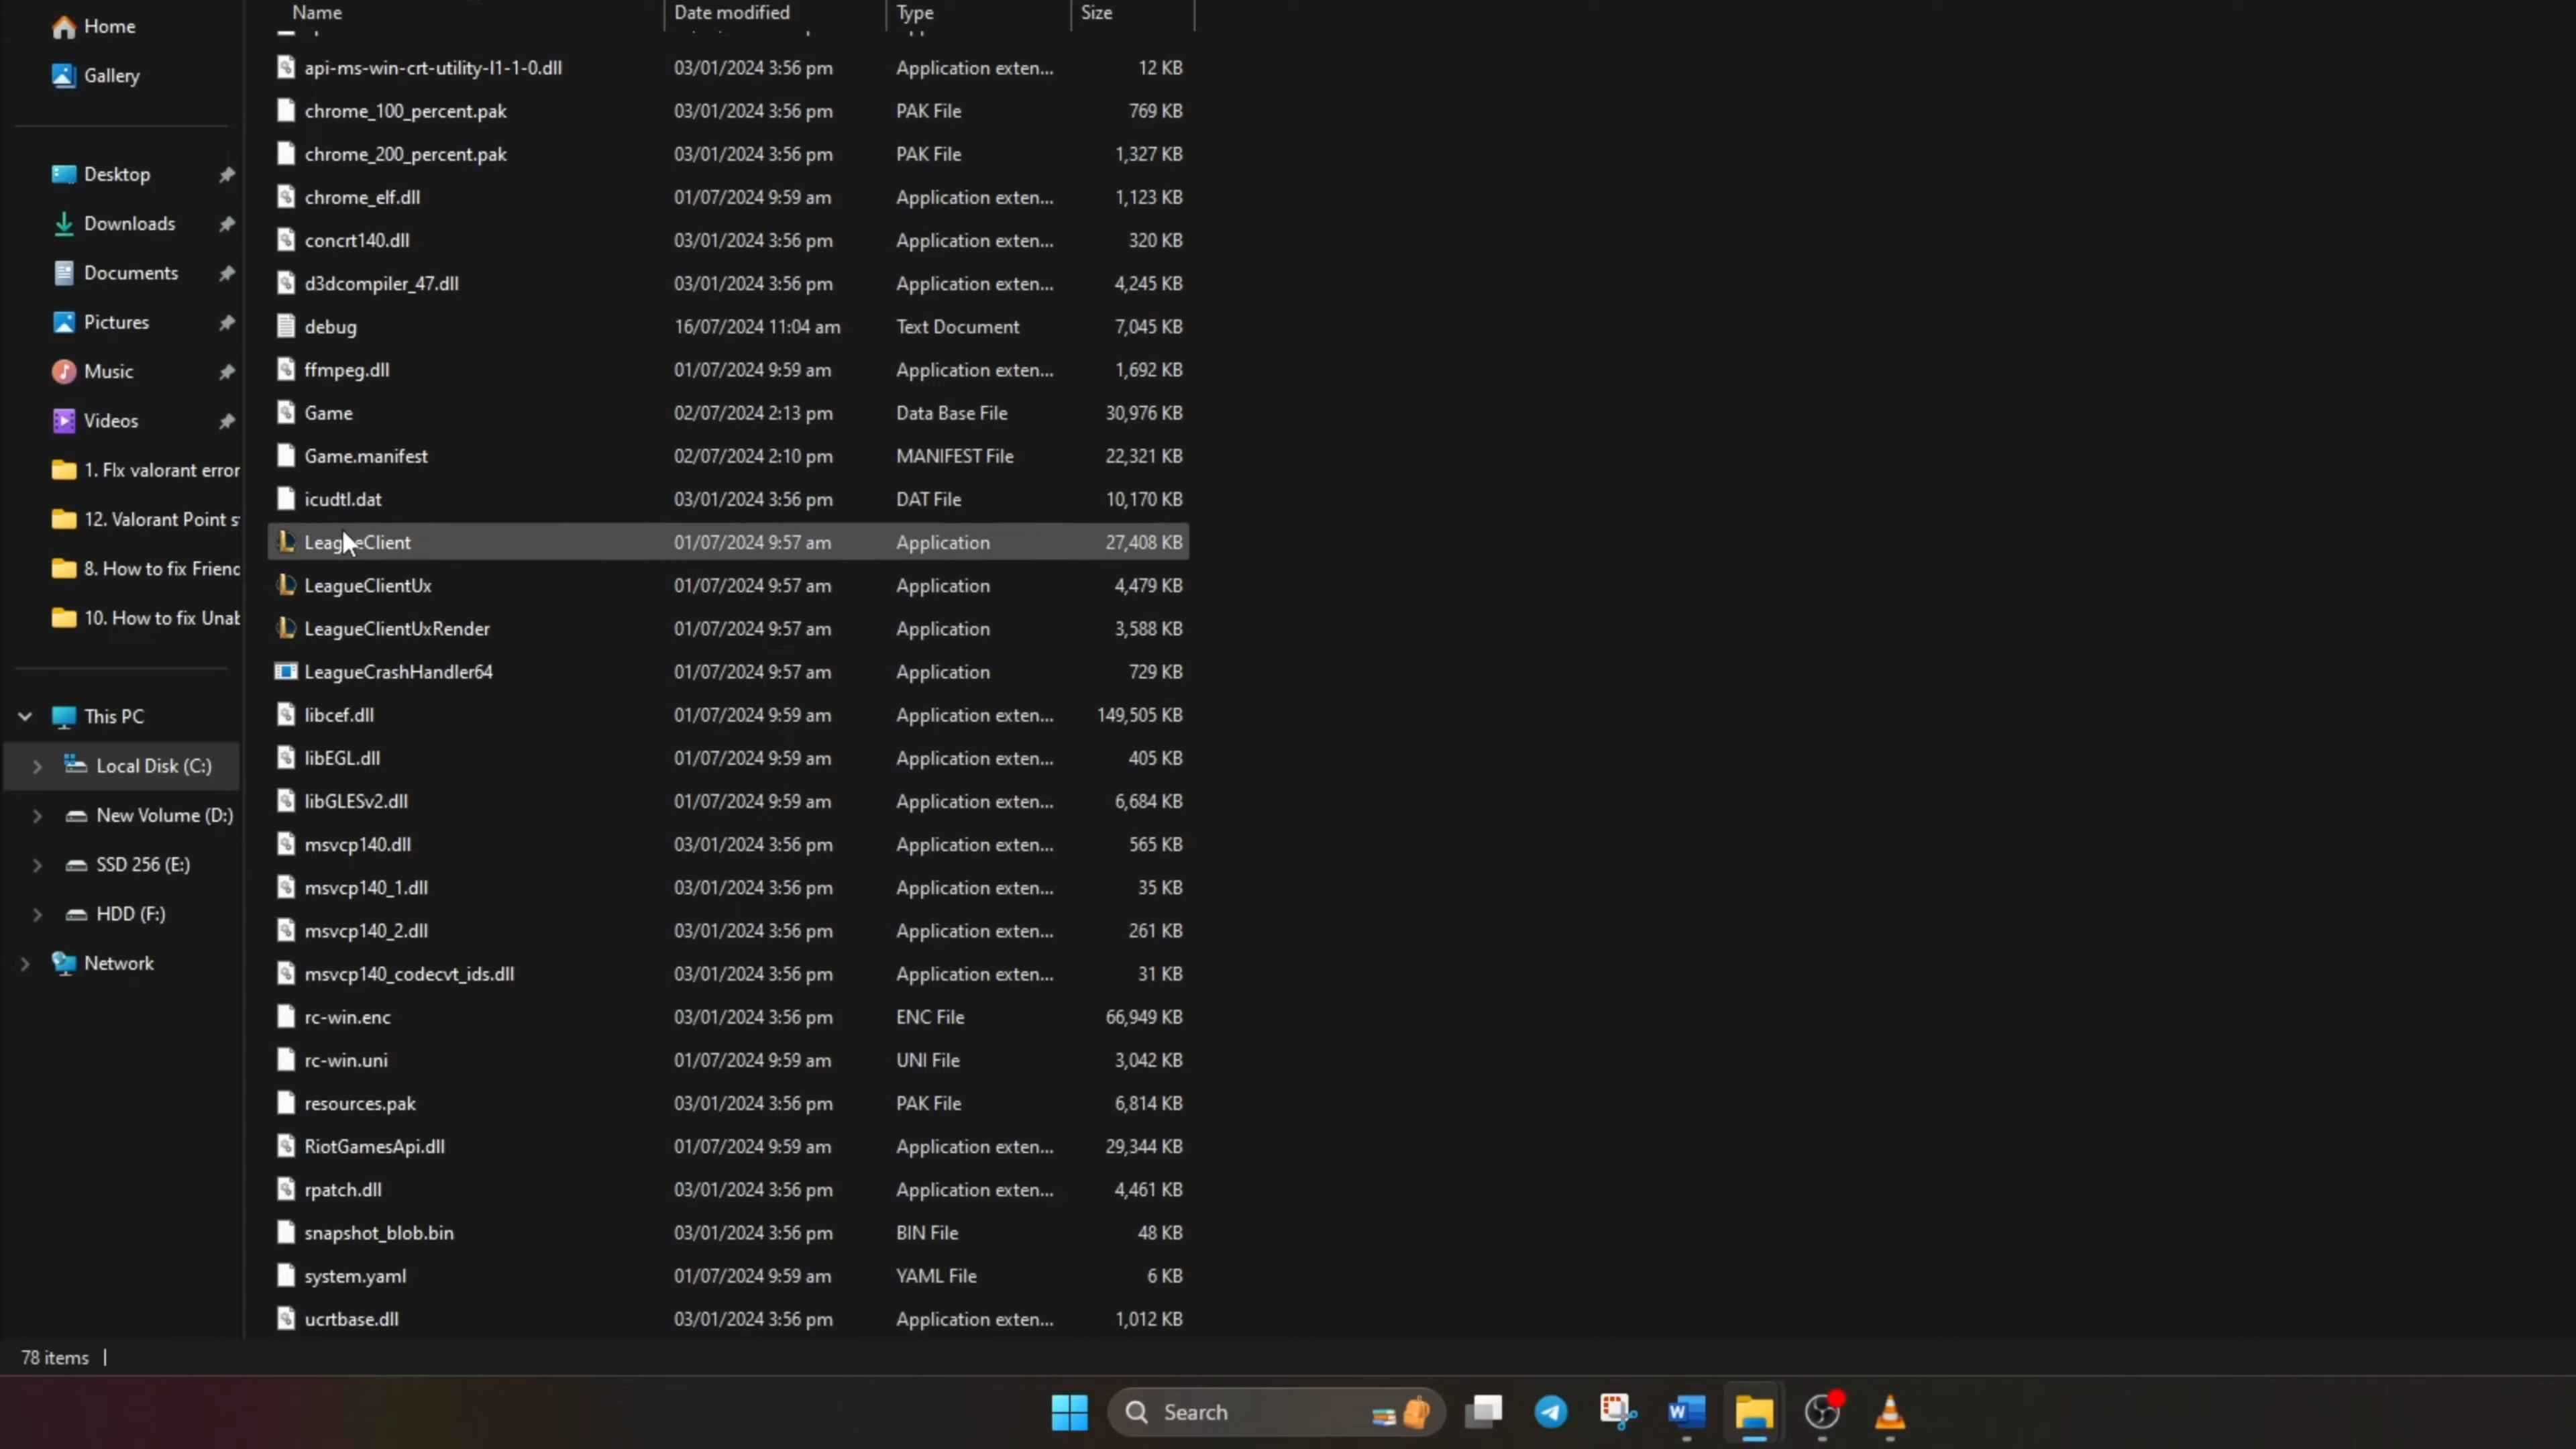 Name Date modified Type Size
Home
Gallery
Desktop
Downloads
Documents
Pictures
Music
Videos
1. FIx valorant error
12. Valorant Point s
8. How to fix Frienc
10. How to fix Unab
This PC
Local Disk (C:)
New Volume (D:)
SSD 256 (E:)
HDD (F:)
Network
api-ms-win-crt-utility-l1-1-0.dll 03/01/2024 3:56 pm Application exten... 12 KB
chrome_100_percent.pak 03/01/2024 3:56 pm PAK File 769 KB
chrome_200_percent.pak 03/01/2024 3:56 pm PAK File 1,327 KB
chrome_elf.dll 01/07/2024 9:59 am Application exten... 1,123 KB
concrt140.dll 03/01/2024 3:56 pm Application exten... 320 KB
d3dcompiler_47.dll 03/01/2024 3:56 pm Application exten... 4,245 KB
debug 16/07/2024 11:04 am Text Document 7,045 KB
ffmpeg.dll 01/07/2024 9:59 am Application exten... 1,692 KB
Game 02/07/2024 2:13 pm Data Base File 30,976 KB
Game.manifest 02/07/2024 2:10 pm MANIFEST File 22,321 KB
icudtl.dat 03/01/2024 3:56 pm DAT File 10,170 KB
LeagueClient 01/07/2024 9:57 am Application 27,408 KB
LeagueClientUx 01/07/2024 9:57 am Application 4,479 KB
LeagueClientUxRender 01/07/2024 9:57 am Application 3,588 KB
LeagueCrashHandler64 01/07/2024 9:57 am Application 729 KB
libcef.dll 01/07/2024 9:59 am Application exten... 149,505 KB
libEGL.dll 01/07/2024 9:59 am Application exten... 405 KB
libGLESv2.dll 01/07/2024 9:59 am Application exten... 6,684 KB
msvcp140.dll 03/01/2024 3:56 pm Application exten... 565 KB
msvcp140_1.dll 03/01/2024 3:56 pm Application exten... 35 KB
msvcp140_2.dll 03/01/2024 3:56 pm Application exten... 261 KB
msvcp140_codecvt_ids.dll 03/01/2024 3:56 pm Application exten... 31 KB
rc-win.enc 03/01/2024 3:56 pm ENC File 66,949 KB
rc-win.uni 01/07/2024 9:59 am UNI File 3,042 KB
resources.pak 03/01/2024 3:56 pm PAK File 6,814 KB
RiotGamesApi.dll 01/07/2024 9:59 am Application exten... 29,344 KB
rpatch.dll 03/01/2024 3:56 pm Application exten... 4,461 KB
snapshot_blob.bin 03/01/2024 3:56 pm BIN File 48 KB
system.yaml 01/07/2024 9:59 am YAML File 6 KB
ucrtbase.dll 03/01/2024 3:56 pm Application exten... 1,012 KB
78 items
Search